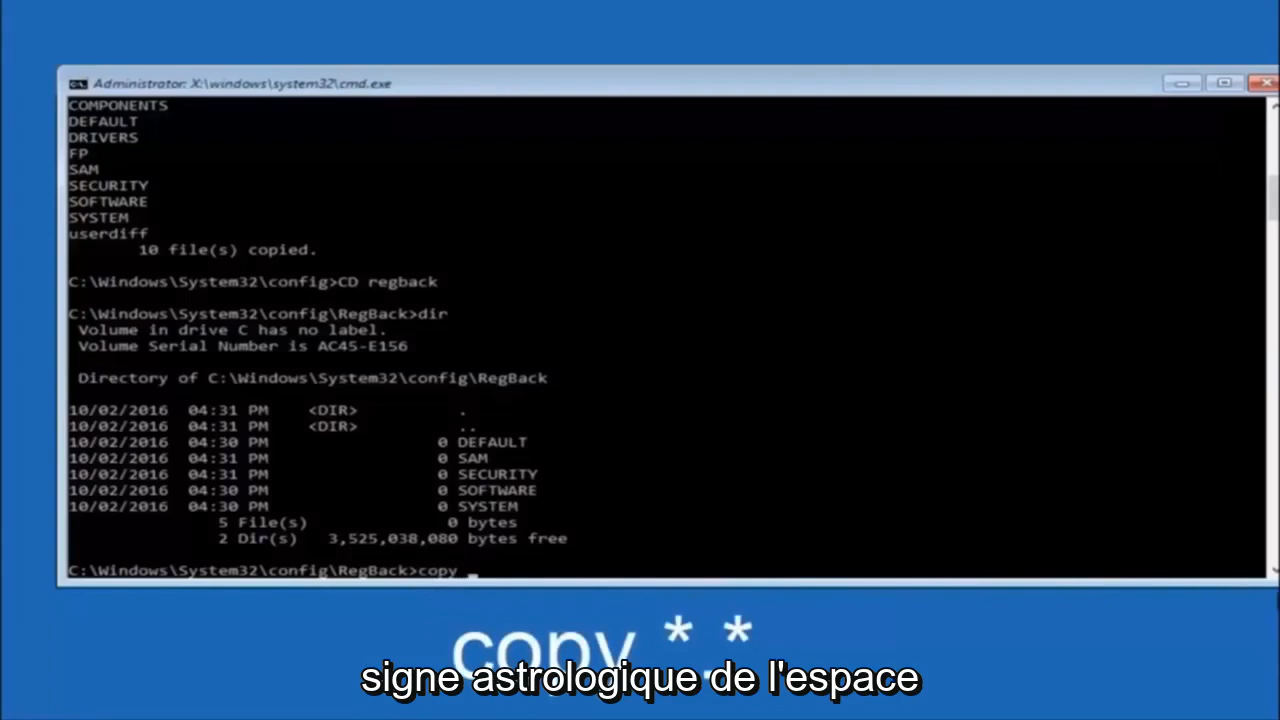 Administrator: X:\windows\system32\cmd.exe
COMPONENTS
DEFAULT
DRIVERS
FP
SAM
SECURITY
SOFTWARE
SYSTEM
userdiff
10 file(s) copied.
C:\Windows\System32\config>CD regback
C:\Windows\System32\config\RegBack>dir
Volume in drive C has no label.
Volume Serial Number is AC45-E156
Directory of C:\Windows\System32\config\RegBack
10/02/2016 04:31 PM <DIR> .
10/02/2016 04:31 PM <DIR> ..
10/02/2016 04:30 PM 0 DEFAULT
10/02/2016 04:31 PM 0 SAM
10/02/2016 04:31 PM 0 SECURITY
10/02/2016 04:30 PM 0 SOFTWARE
10/02/2016 04:30 PM 0 SYSTEM
5 File(s) 0 bytes
2 Dir(s) 3,525,038,080 bytes free
C:\Windows\System32\config\RegBack>copy _
copy *.*
signe astrologique de l'espace